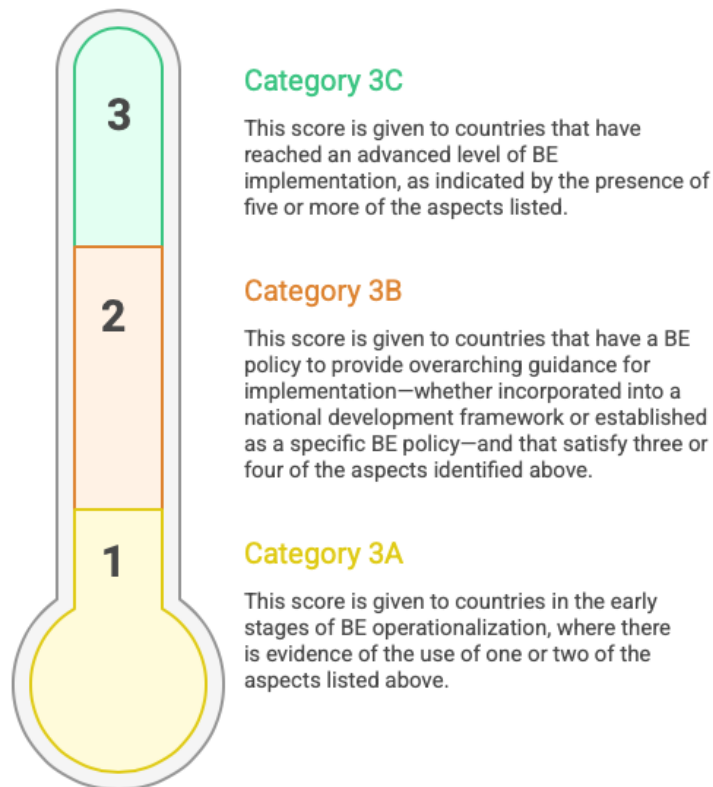 3
Category 3C
This score is given to countries that have
reached an advanced level of BE
implementation, as indicated by the presence of
five or more of the aspects listed.
2
Category 3B
This score is given to countries that have a BE
policy to provide overarching guidance for
implementation—whether incorporated into a
national development framework or established
as a specific BE policy—and that satisfy three or
four of the aspects identified above.
1
Category 3A
This score is given to countries in the early
stages of BE operationalization, where there
is evidence of the use of one or two of the
aspects listed above.